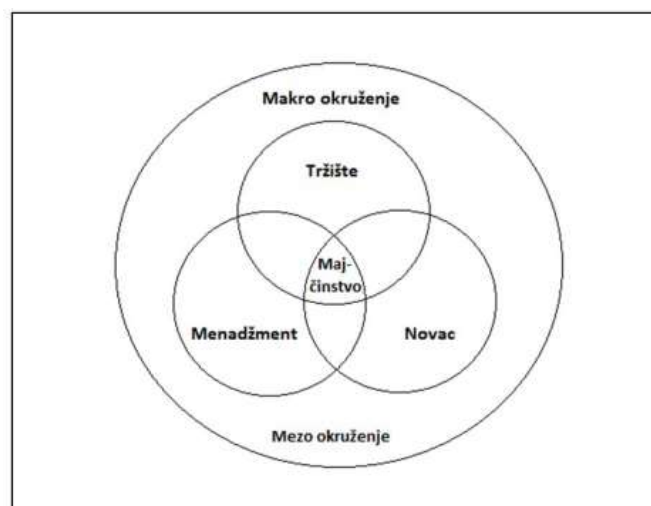 Makro okruženje
Tržište
Maj-
činstvo
Menadžment
Novac
Mezo okruženje